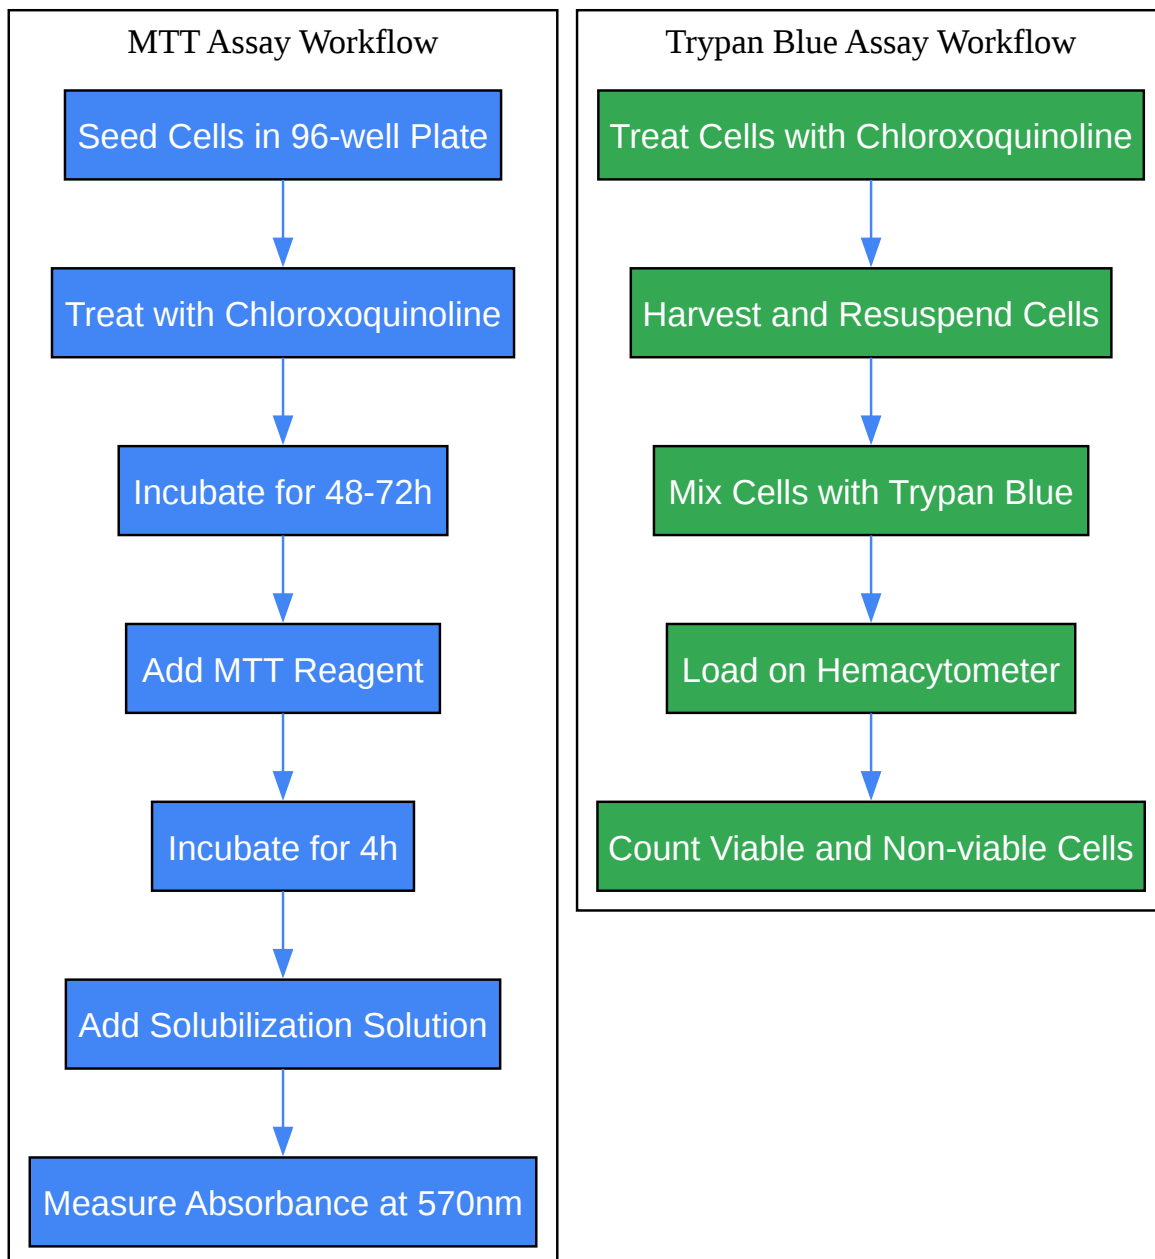 MTT Assay Workflow
Seed Cells in 96-well Plate
Treat with Chloroxoquinoline
Incubate for 48-72h
Add MTT Reagent
Incubate for 4h
Add Solubilization Solution
Measure Absorbance at 570nm
Trypan Blue Assay Workflow
Treat Cells with Chloroxoquinoline
Harvest and Resuspend Cells
Mix Cells with Trypan Blue
Load on Hemacytometer
Count Viable and Non-viable Cells